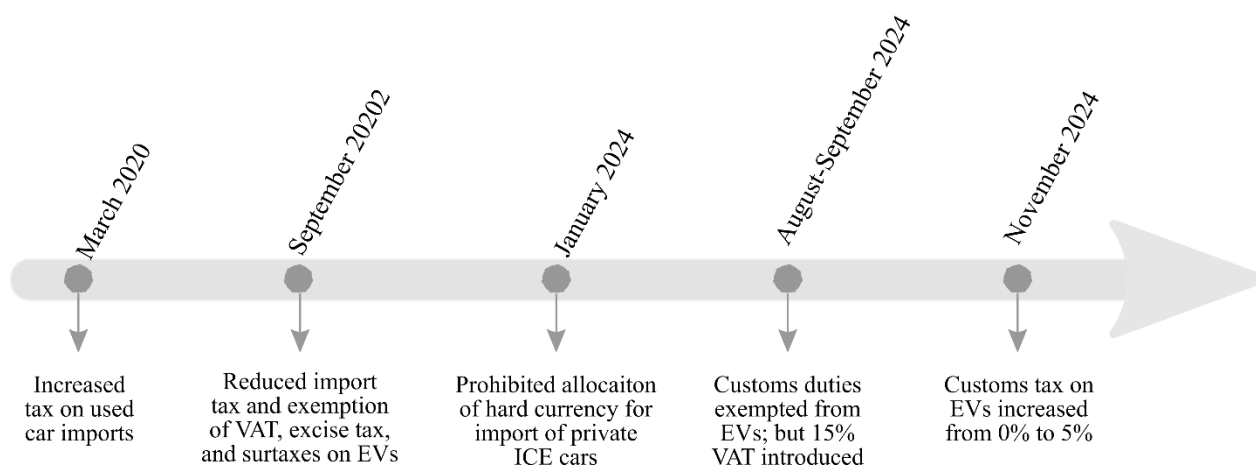 March 2020
September 20202
January 2024
August-September 2024
November 2024
Increased
tax on used
car imports
Reduced import
tax and exemption
of VAT, excise tax,
and surtaxes on EVs
Prohibited allocaiton
of hard currency for
import of private
ICE cars
Customs duties
exempted from
EVs; but 15%
VAT introduced
Customs tax on
EVs increased
from 0% to 5%